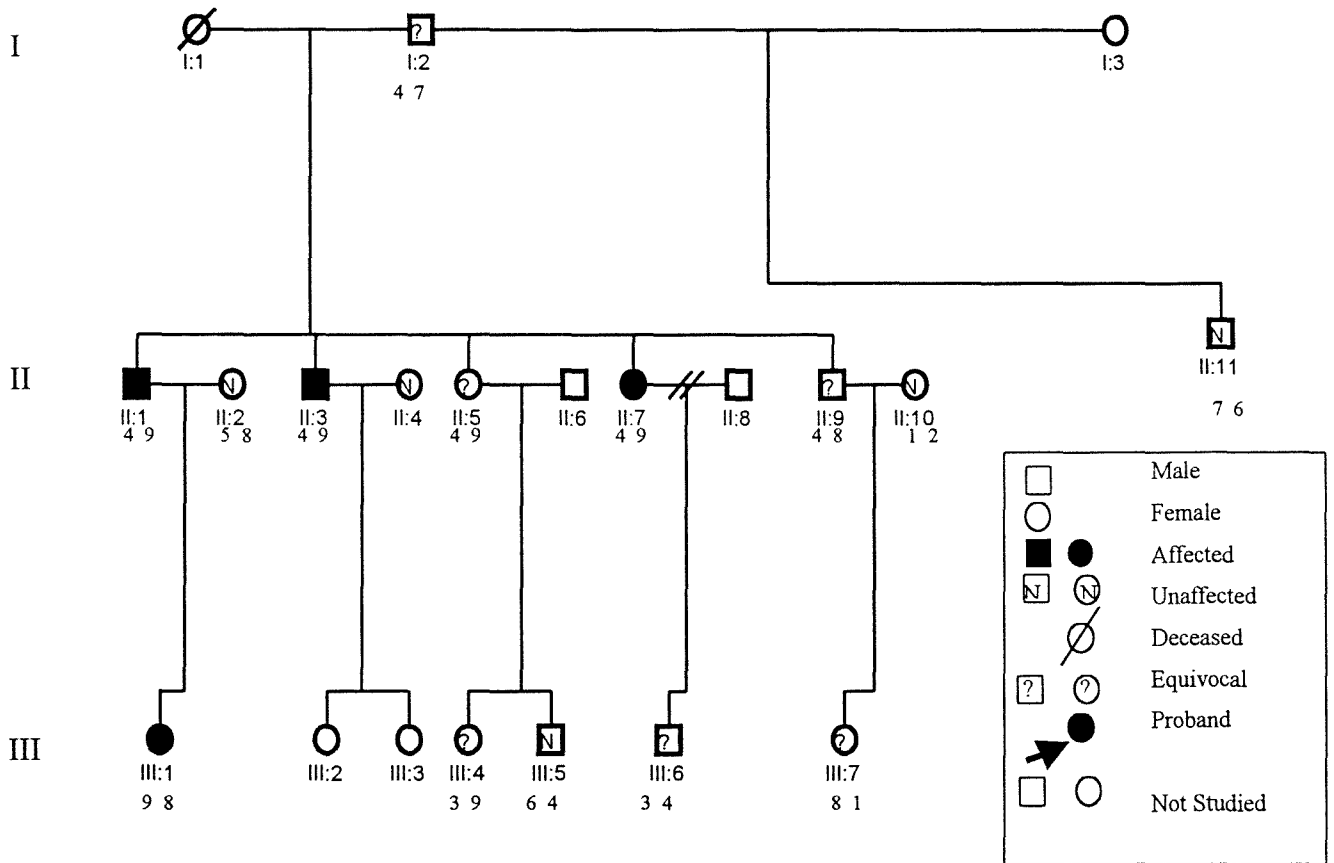 I
? 
I:1 I:2 I:3
4 7
N
II:11
7 6
II
N N ? ? N
II:1 II:2 II:3 II:4 II:5 II:6 II:7 II:8 II:9 II:10
4 9 5 8 4 9 4 9 4 9 4 8 1 2
Male
Female
Affected
N N Unaffected
Deceased
? ? Equivocal
Proband
Not Studied
III
? N ? ?
III:1 III:2 III:3 III:4 III:5 III:6 III:7
9 8 3 9 6 4 3 4 8 1